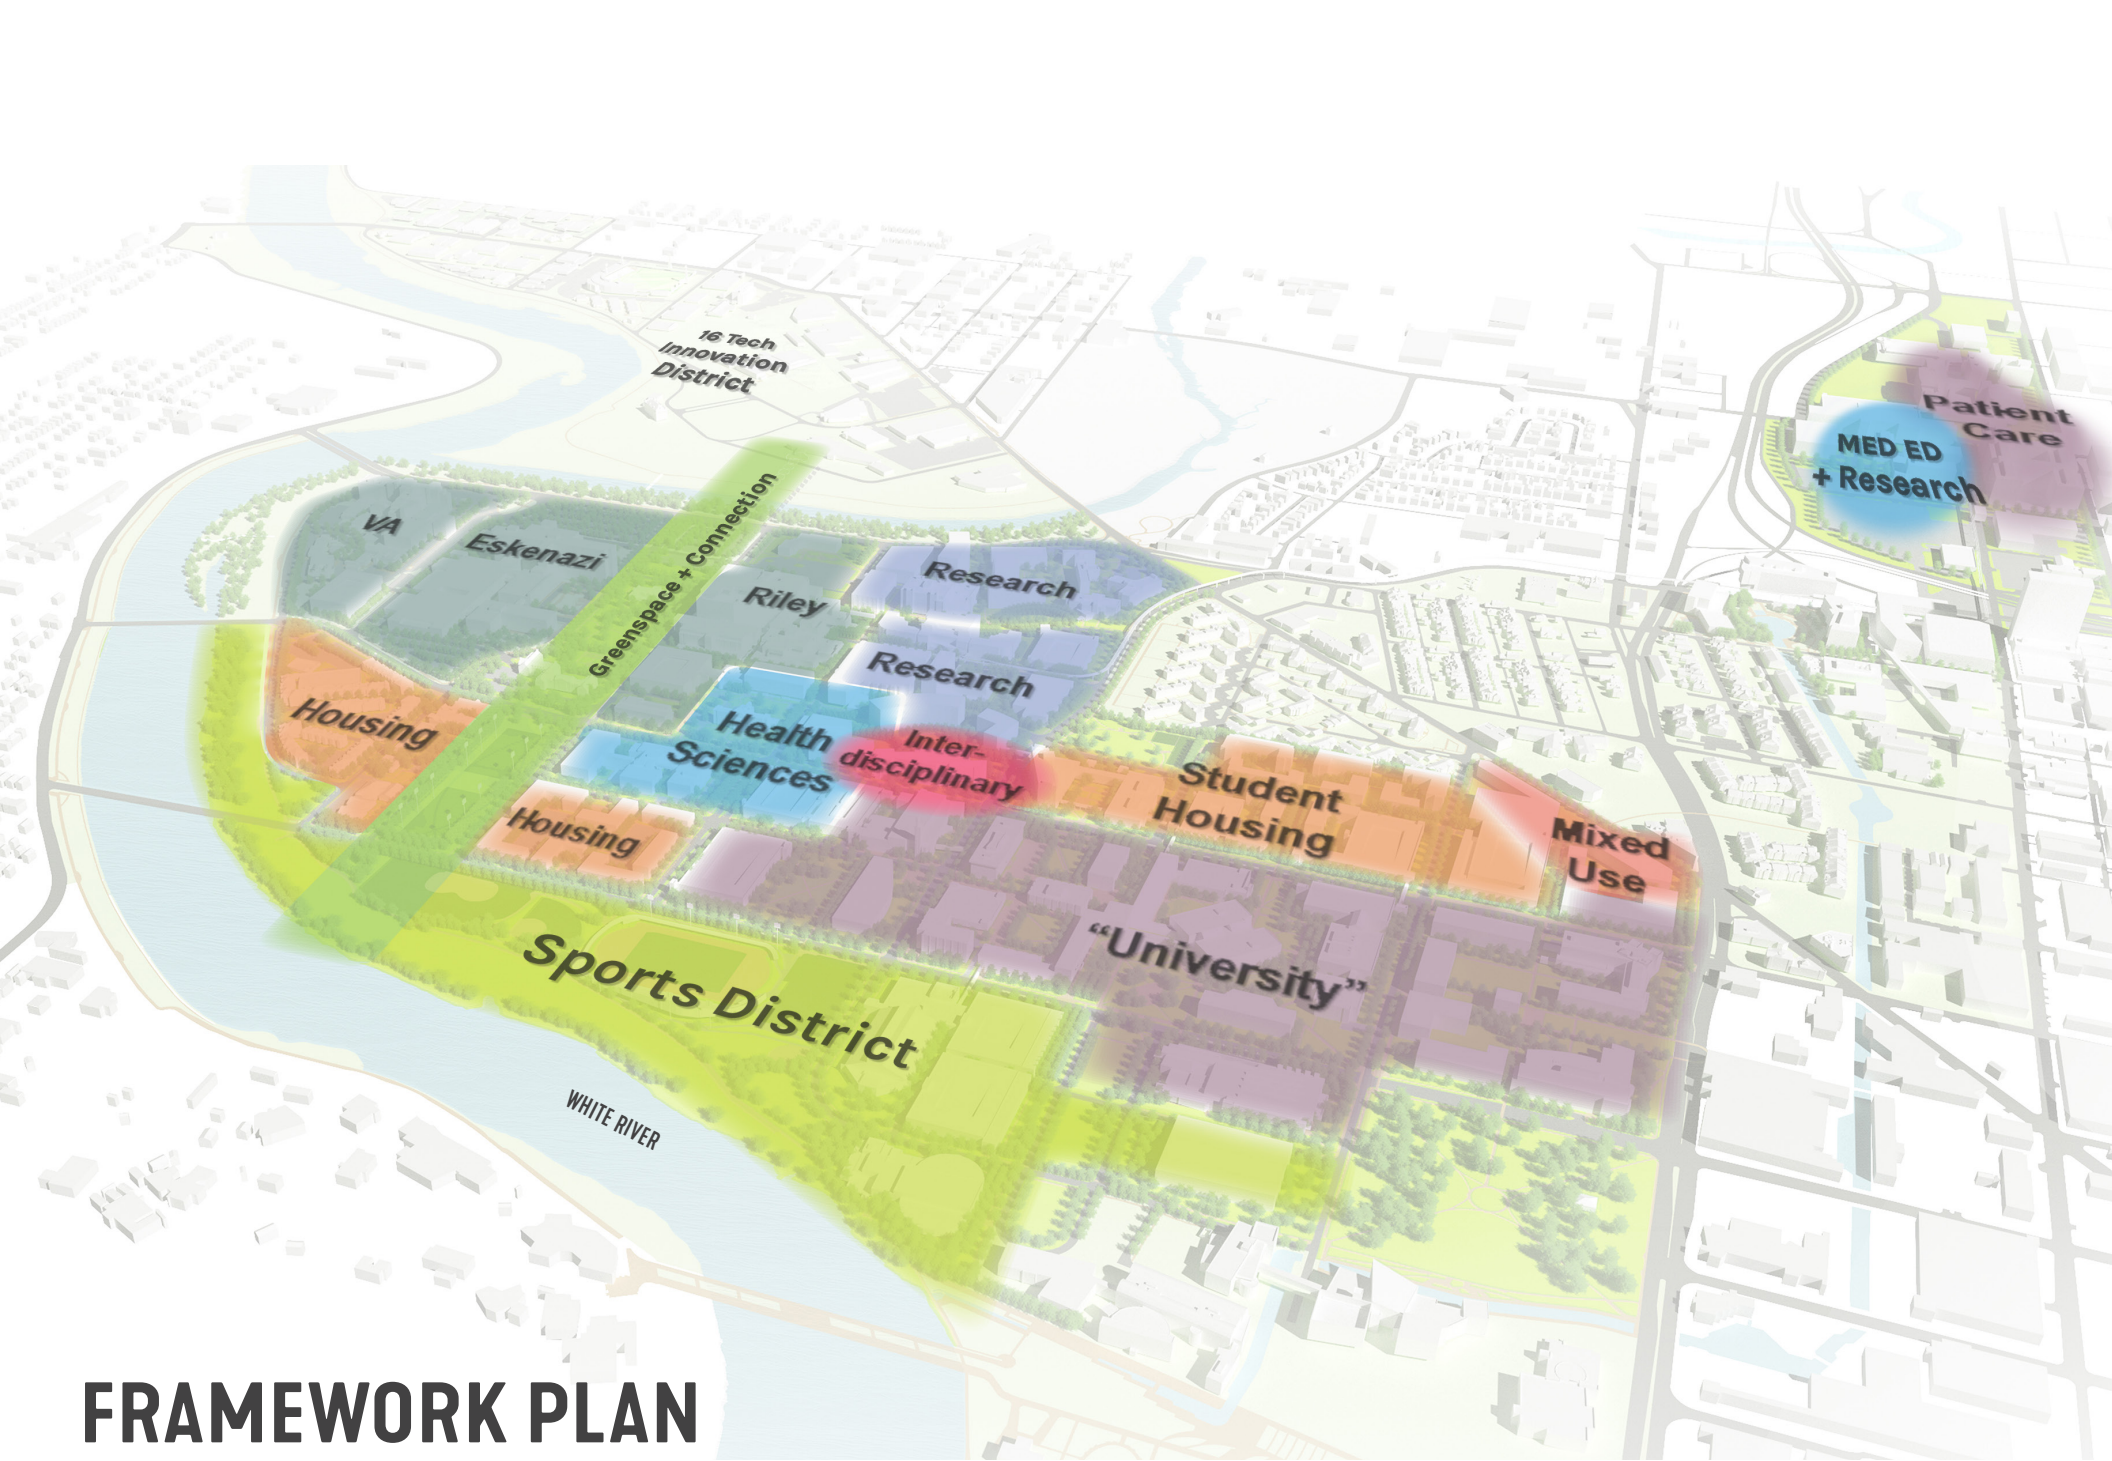 16 Tech
Innovation
District
Patient
Care
MED ED
+ Research
VA
Eskenazi
Greenspace + Connection
Riley
Research
Research
Housing
Health
Sciences
Inter-
disciplinary
Housing
Student
Housing
Mixed
Use
"University"
Sports District
WHITE RIVER
FRAMEWORK PLAN